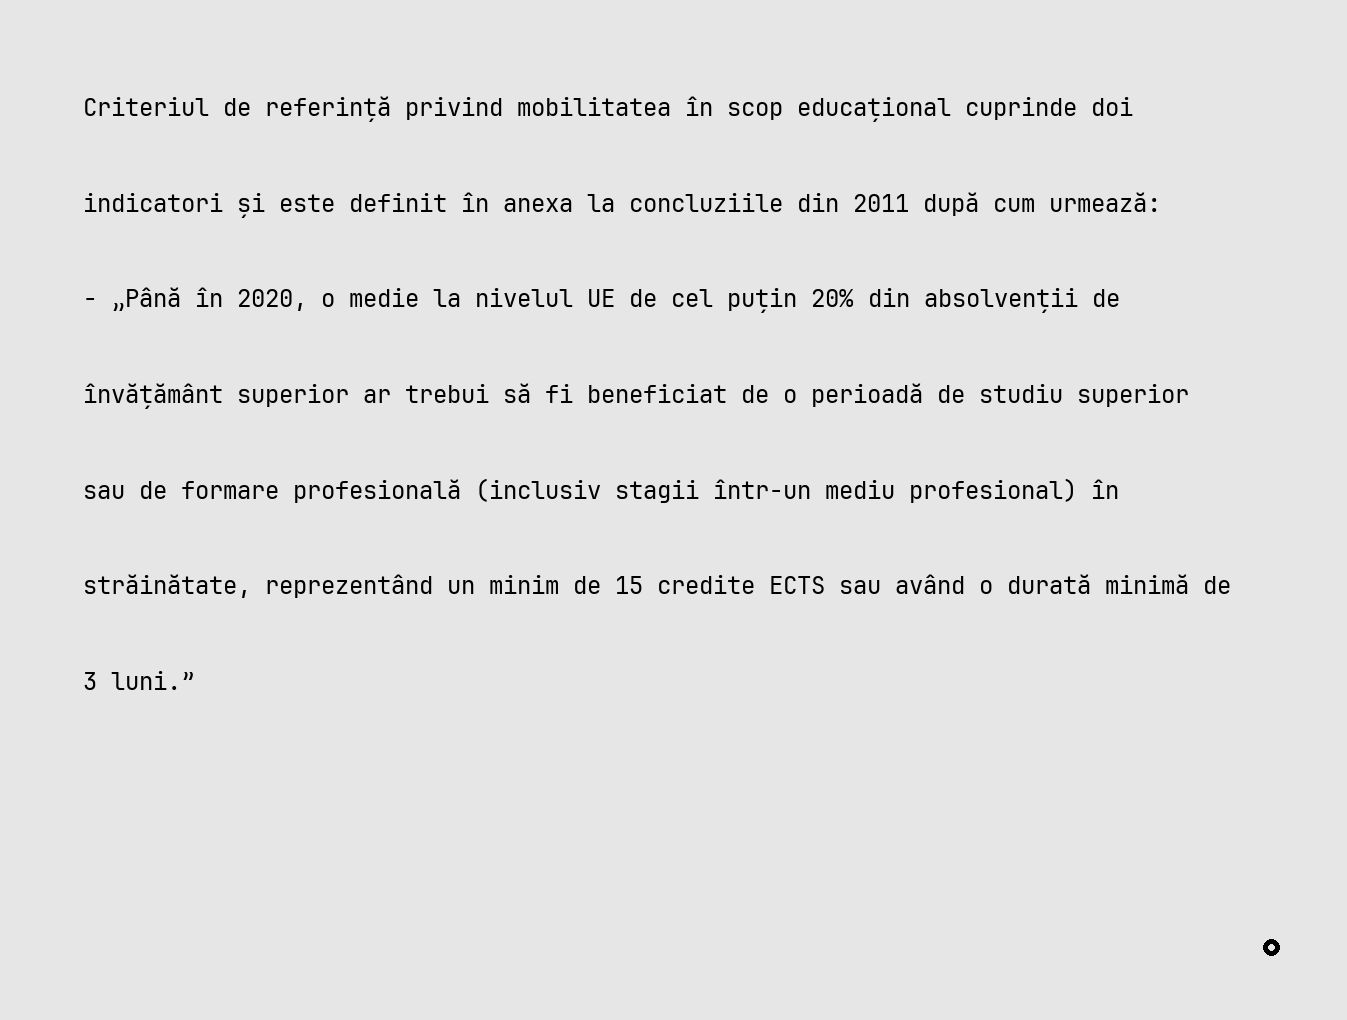 Criteriul de referință privind mobilitatea în scop educațional cuprinde doi
indicatori și este definit în anexa la concluziile din 2011 după cum urmează:
- „Până în 2020, o medie la nivelul UE de cel puțin 20% din absolvenții de
învățământ superior ar trebui să fi beneficiat de o perioadă de studiu superior
sau de formare profesională (inclusiv stagii într-un mediu profesional) în
străinătate, reprezentând un minim de 15 credite ECTS sau având o durată minimă de
3 luni.”